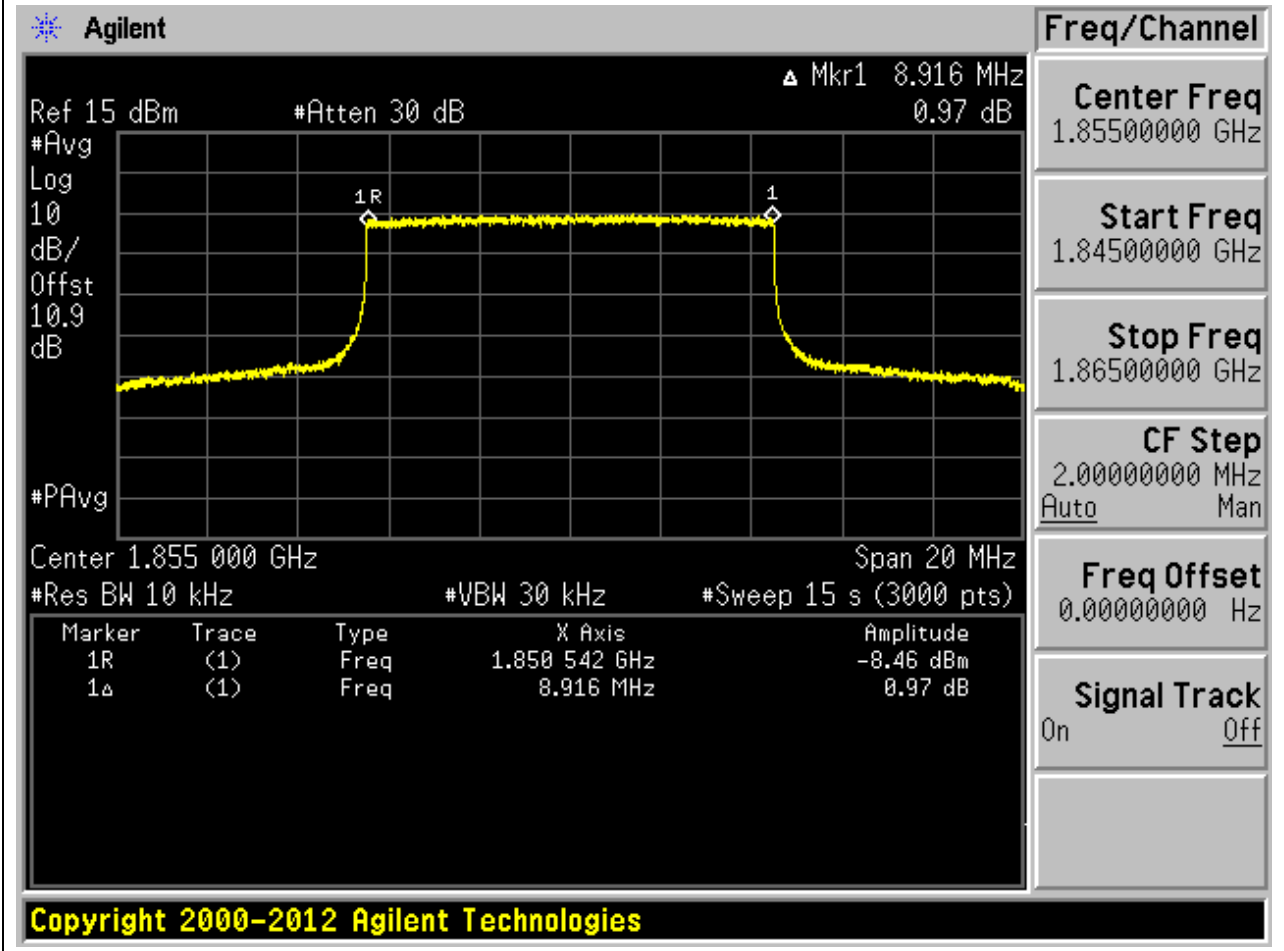 Agilent
Freq/Channel
Δ Mkr1 8.916 MHz
Ref 15 dBm #Atten 30 dB 0.97 dB
#Avg
Log
10
dB/
Offst
10.9
dB
#PAvg
1R
1
Center 1.855 000 GHz Span 20 MHz
#Res BW 10 kHz #VBW 30 kHz #Sweep 15 s (3000 pts)
Marker Trace Type X Axis Amplitude
1R (1) Freq 1.850 542 GHz -8.46 dBm
1Δ (1) Freq 8.916 MHz 0.97 dB
Center Freq
1.85500000 GHz
Start Freq
1.84500000 GHz
Stop Freq
1.86500000 GHz
CF Step
2.00000000 MHz
Auto Man
Freq Offset
0.00000000 Hz
Signal Track
On Off
Copyright 2000-2012 Agilent Technologies